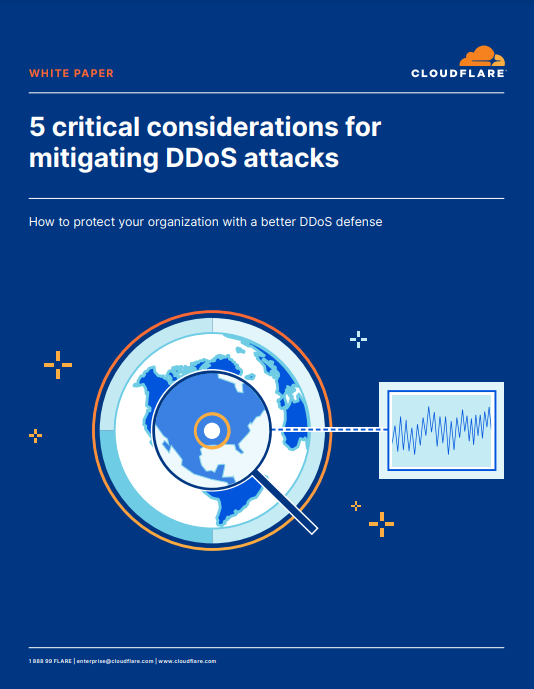 WHITE PAPER
CLOUDFLARE
5 critical considerations for
mitigating DDoS attacks
How to protect your organization with a better DDoS defense
1 888 99 FLARE | enterprise@cloudflare.com | www.cloudflare.com